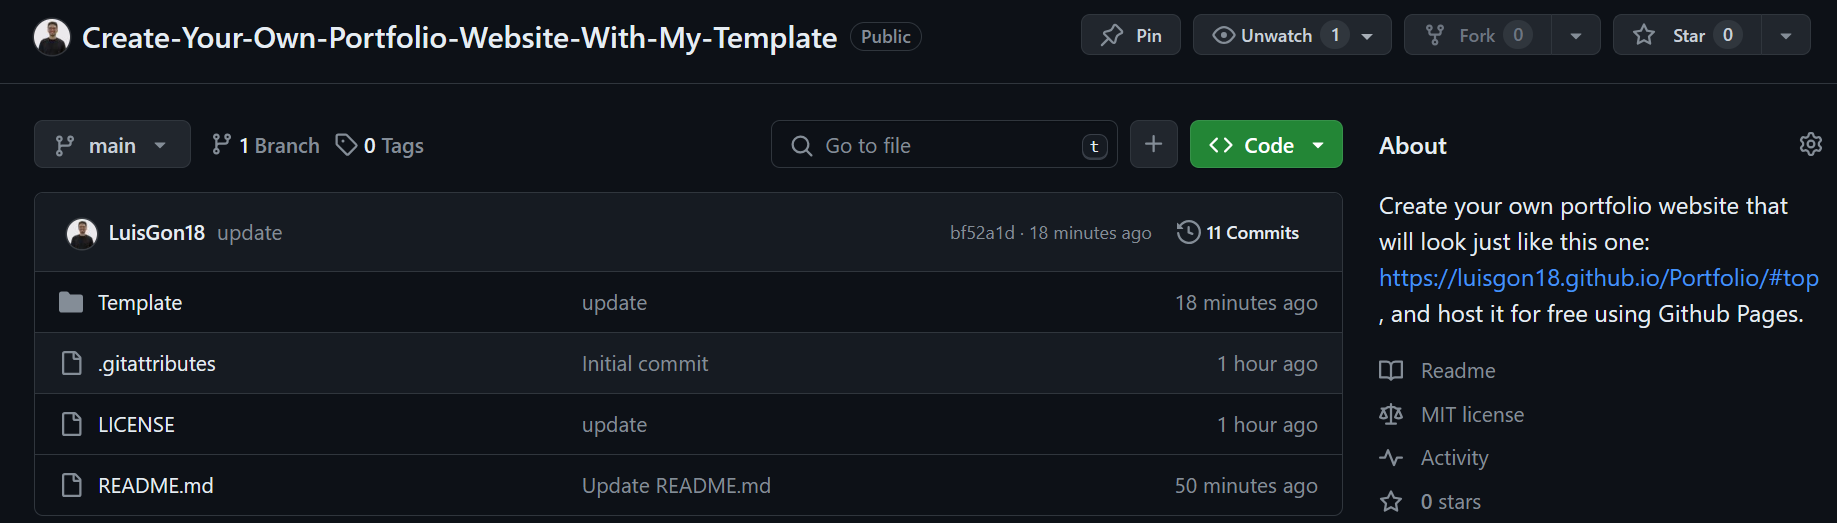 Create-Your-Own-Portfolio-Website-With-My-Template Public Pin Unwatch 1 Fork 0 Star 0
main 1 Branch 0 Tags Go to file t Code
LuisGon18 update bf52a1d · 18 minutes ago 11 Commits
Template update 18 minutes ago
.gitattributes Initial commit 1 hour ago
LICENSE update 1 hour ago
README.md Update README.md 50 minutes ago
About
Create your own portfolio website that
will look just like this one:
https://luisgon18.github.io/Portfolio/#top
, and host it for free using Github Pages.
Readme
MIT license
Activity
0 stars